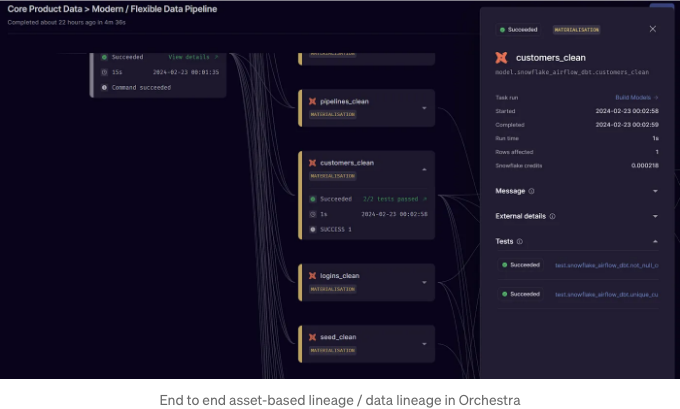 Core Product Data > Modern / Flexible Data Pipeline
Completed about 22 hours ago in 4m 36s
Succeeded View details ↗
15s 2024-02-23 00:01:35
Command succeeded
MATERIALISATION
pipelines_clean
MATERIALISATION
customers_clean
MATERIALISATION
Succeeded 2/2 tests passed ↗
1s 2024-02-23 00:02:58
SUCCESS 1
logins_clean
MATERIALISATION
seed_clean
MATERIALISATION
Succeeded MATERIALISATION
customers_clean
model.snowflake_airflow_dbt.customers_clean
Task run Build Models →
Started 2024-02-23 00:02:58
Completed 2024-02-23 00:02:59
Run time 1s
Rows affected 1
Snowflake credits 0.000218
Message
External details
Tests
Succeeded test.snowflake_airflow_dbt.not_null_c
Succeeded test.snowflake_airflow_dbt.unique_cu
End to end asset-based lineage / data lineage in Orchestra